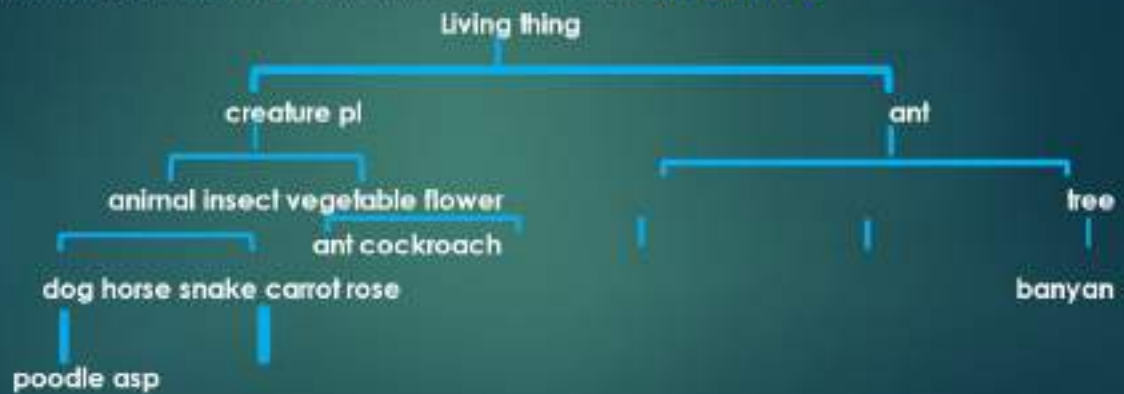 Living thing
creature pl ant
animal insect vegetable flower tree
ant cockroach
dog horse snake carrot rose banyan
poodle asp